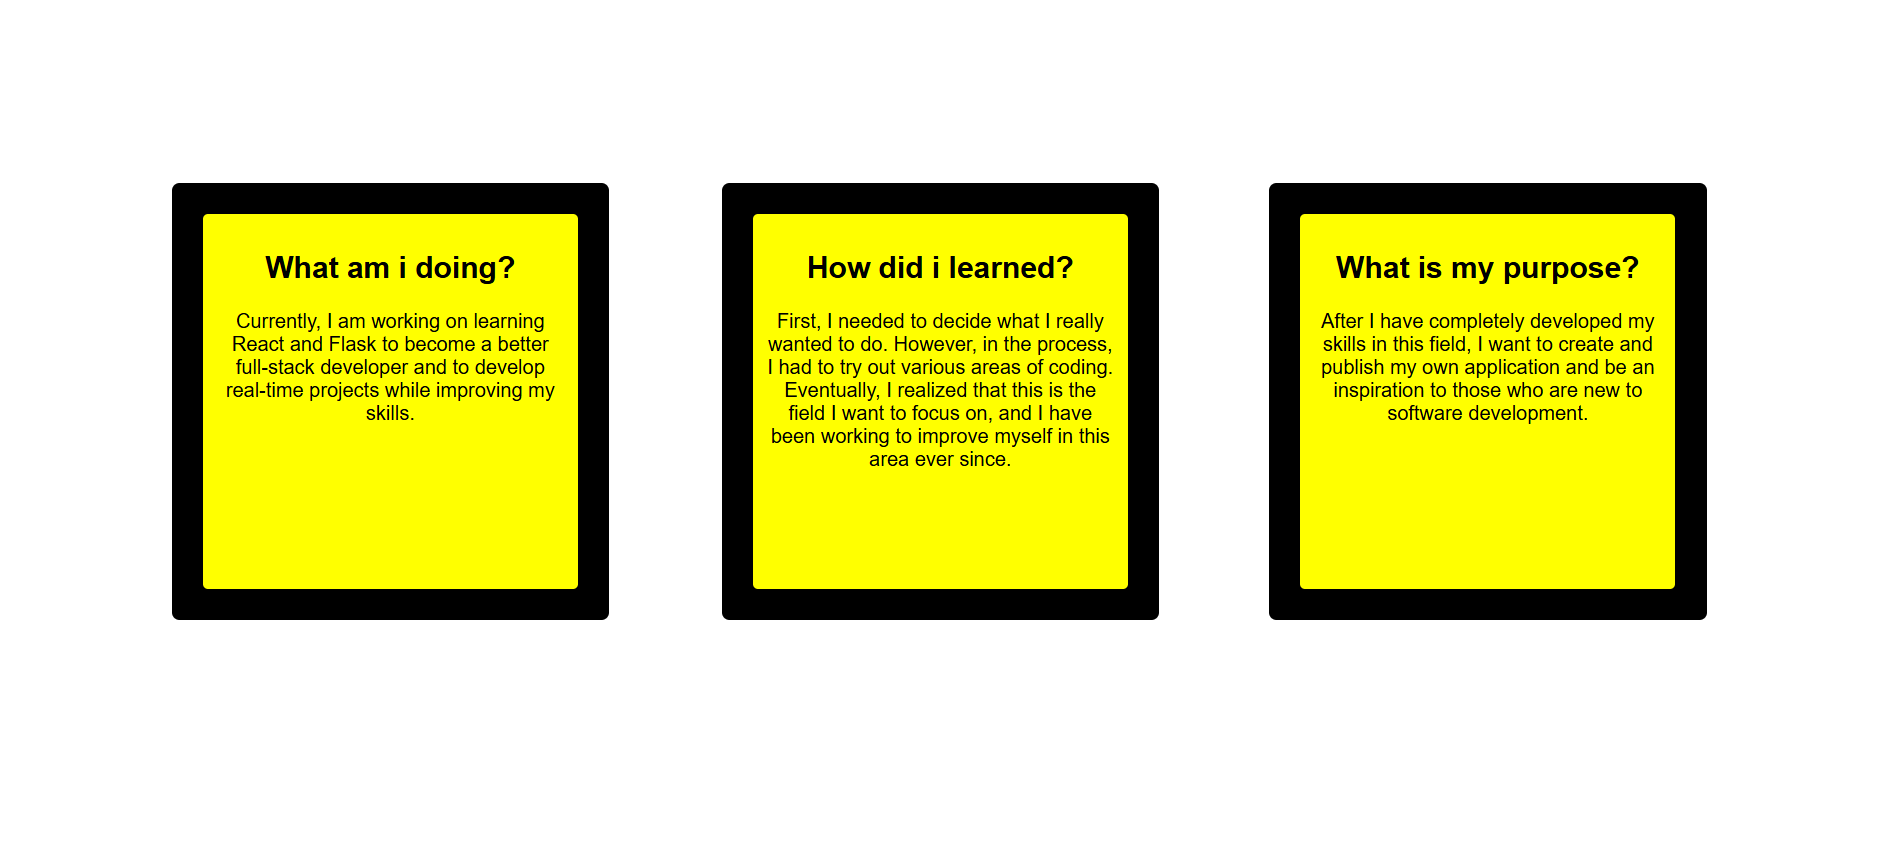 What am i doing?
Currently, I am working on learning
React and Flask to become a better
full-stack developer and to develop
real-time projects while improving my
skills.
How did i learned?
First, I needed to decide what I really
wanted to do. However, in the process,
I had to try out various areas of coding.
Eventually, I realized that this is the
field I want to focus on, and I have
been working to improve myself in this
area ever since.
What is my purpose?
After I have completely developed my
skills in this field, I want to create and
publish my own application and be an
inspiration to those who are new to
software development.